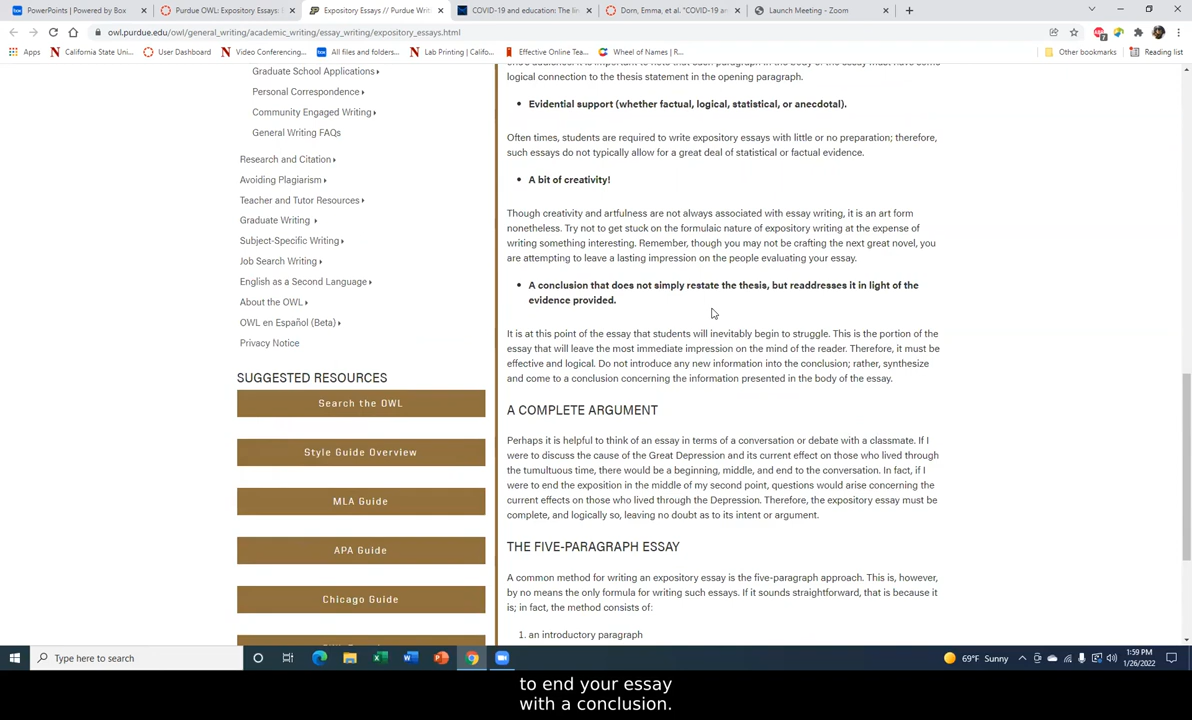 PowerPoints | Powered by Box
Purdue OWL: Expository Essays:
Expository Essays // Purdue Writ
COVID-19 and education: The lin
Dorn, Emma, et al. "COVID-19 an
Launch Meeting - Zoom
owl.purdue.edu/owl/general_writing/academic_writing/essay_writing/expository_essays.html
Apps
California State Uni...
User Dashboard
Video Conferencing...
All files and folders...
Lab Printing | Califo...
Effective Online Tea...
Wheel of Names | R...
Other bookmarks
Reading list
Graduate School Applications
Personal Correspondence
Community Engaged Writing
General Writing FAQs
Research and Citation
Avoiding Plagiarism
Teacher and Tutor Resources
Graduate Writing
Subject-Specific Writing
Job Search Writing
English as a Second Language
About the OWL
OWL en Español (Beta)
Privacy Notice
SUGGESTED RESOURCES
Search the OWL
Style Guide Overview
MLA Guide
APA Guide
Chicago Guide
logical connection to the thesis statement in the opening paragraph.
• Evidential support (whether factual, logical, statistical, or anecdotal).
Often times, students are required to write expository essays with little or no preparation; therefore,
such essays do not typically allow for a great deal of statistical or factual evidence.
• A bit of creativity!
Though creativity and artfulness are not always associated with essay writing, it is an art form
nonetheless. Try not to get stuck on the formulaic nature of expository writing at the expense of
writing something interesting. Remember, though you may not be crafting the next great novel, you
are attempting to leave a lasting impression on the people evaluating your essay.
• A conclusion that does not simply restate the thesis, but readdresses it in light of the
evidence provided.
It is at this point of the essay that students will inevitably begin to struggle. This is the portion of the
essay that will leave the most immediate impression on the mind of the reader. Therefore, it must be
effective and logical. Do not introduce any new information into the conclusion; rather, synthesize
and come to a conclusion concerning the information presented in the body of the essay.
A COMPLETE ARGUMENT
Perhaps it is helpful to think of an essay in terms of a conversation or debate with a classmate. If I
were to discuss the cause of the Great Depression and its current effect on those who lived through
the tumultuous time, there would be a beginning, middle, and end to the conversation. In fact, if I
were to end the exposition in the middle of my second point, questions would arise concerning the
current effects on those who lived through the Depression. Therefore, the expository essay must be
complete, and logically so, leaving no doubt as to its intent or argument.
THE FIVE-PARAGRAPH ESSAY
A common method for writing an expository essay is the five-paragraph approach. This is, however,
by no means the only formula for writing such essays. If it sounds straightforward, that is because it
is; in fact, the method consists of:
1. an introductory paragraph
Type here to search
69°F Sunny
1:59 PM
1/26/2022
to end your essay
with a conclusion.